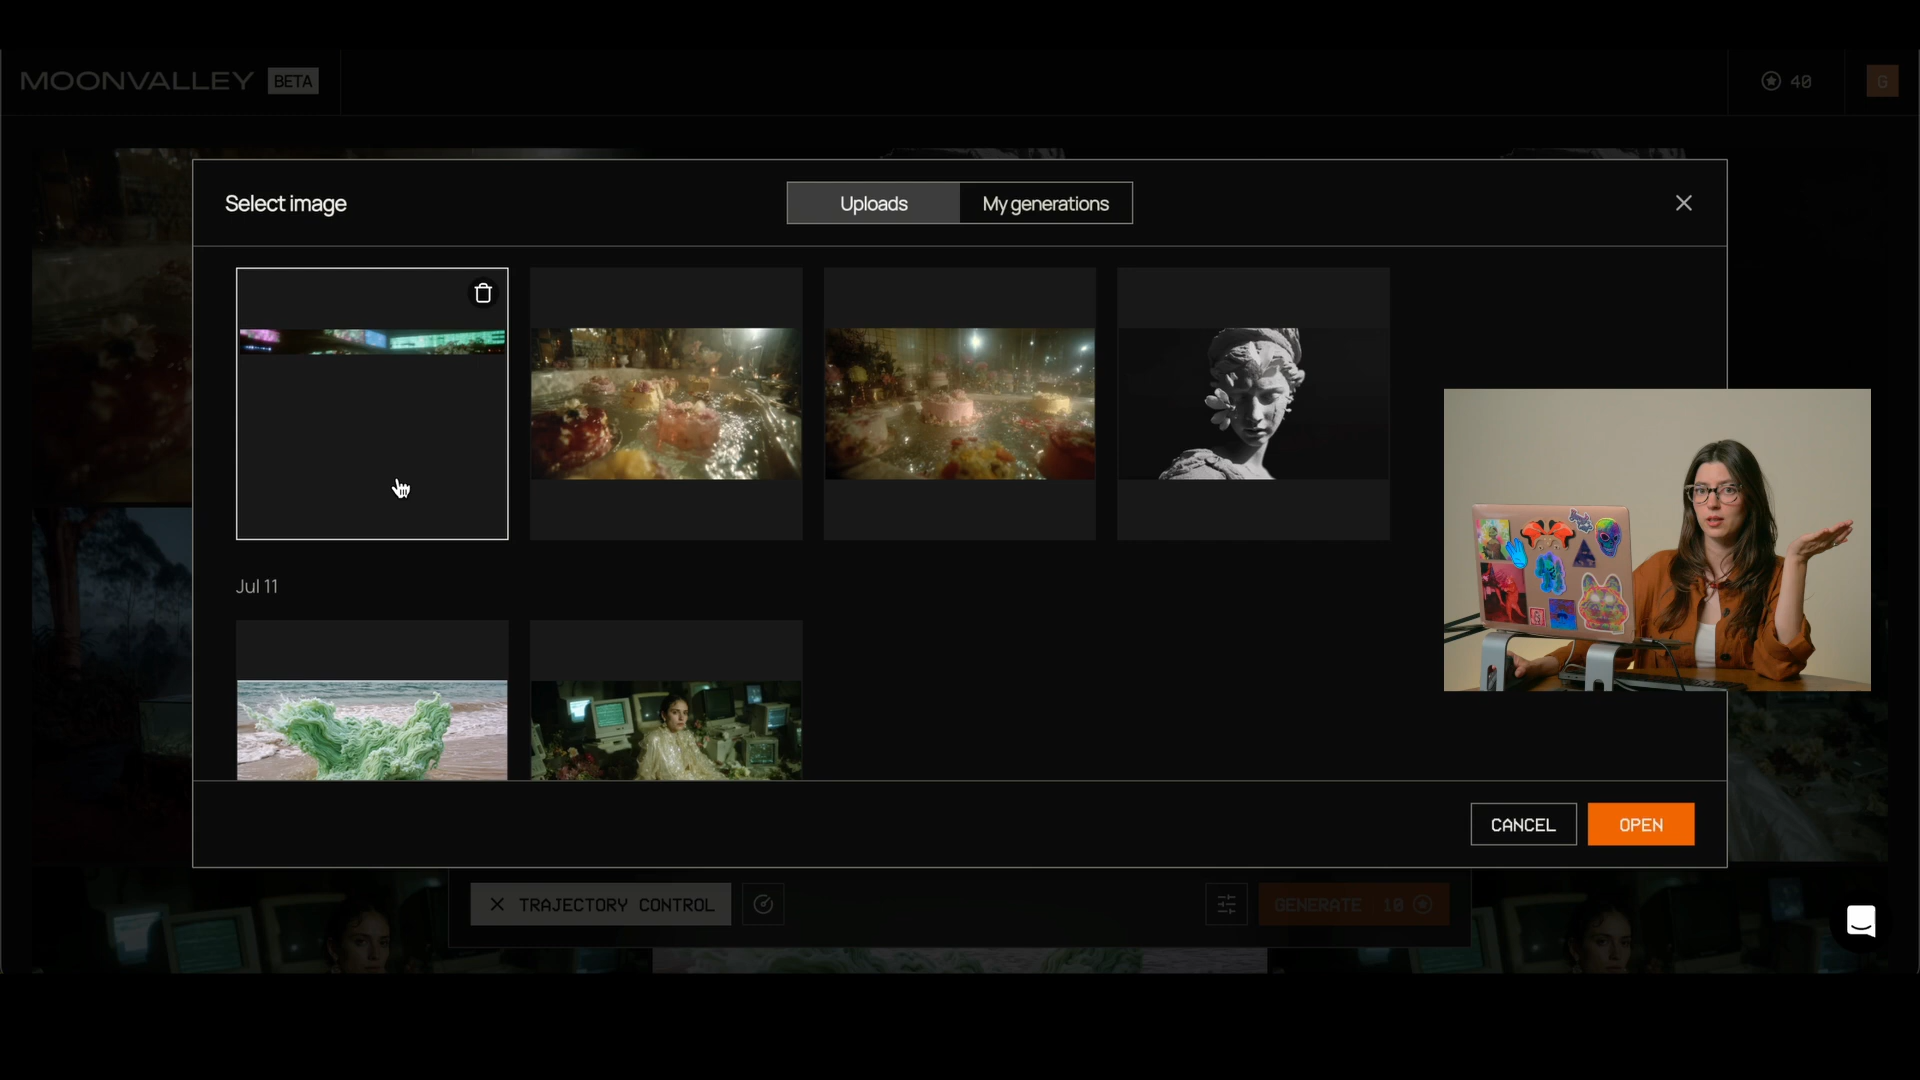 MOONVALLEY BETA
40
G
Select image
Uploads
My generations
Jul 11
CANCEL
OPEN
TRAJECTORY CONTROL
GENERATE 10